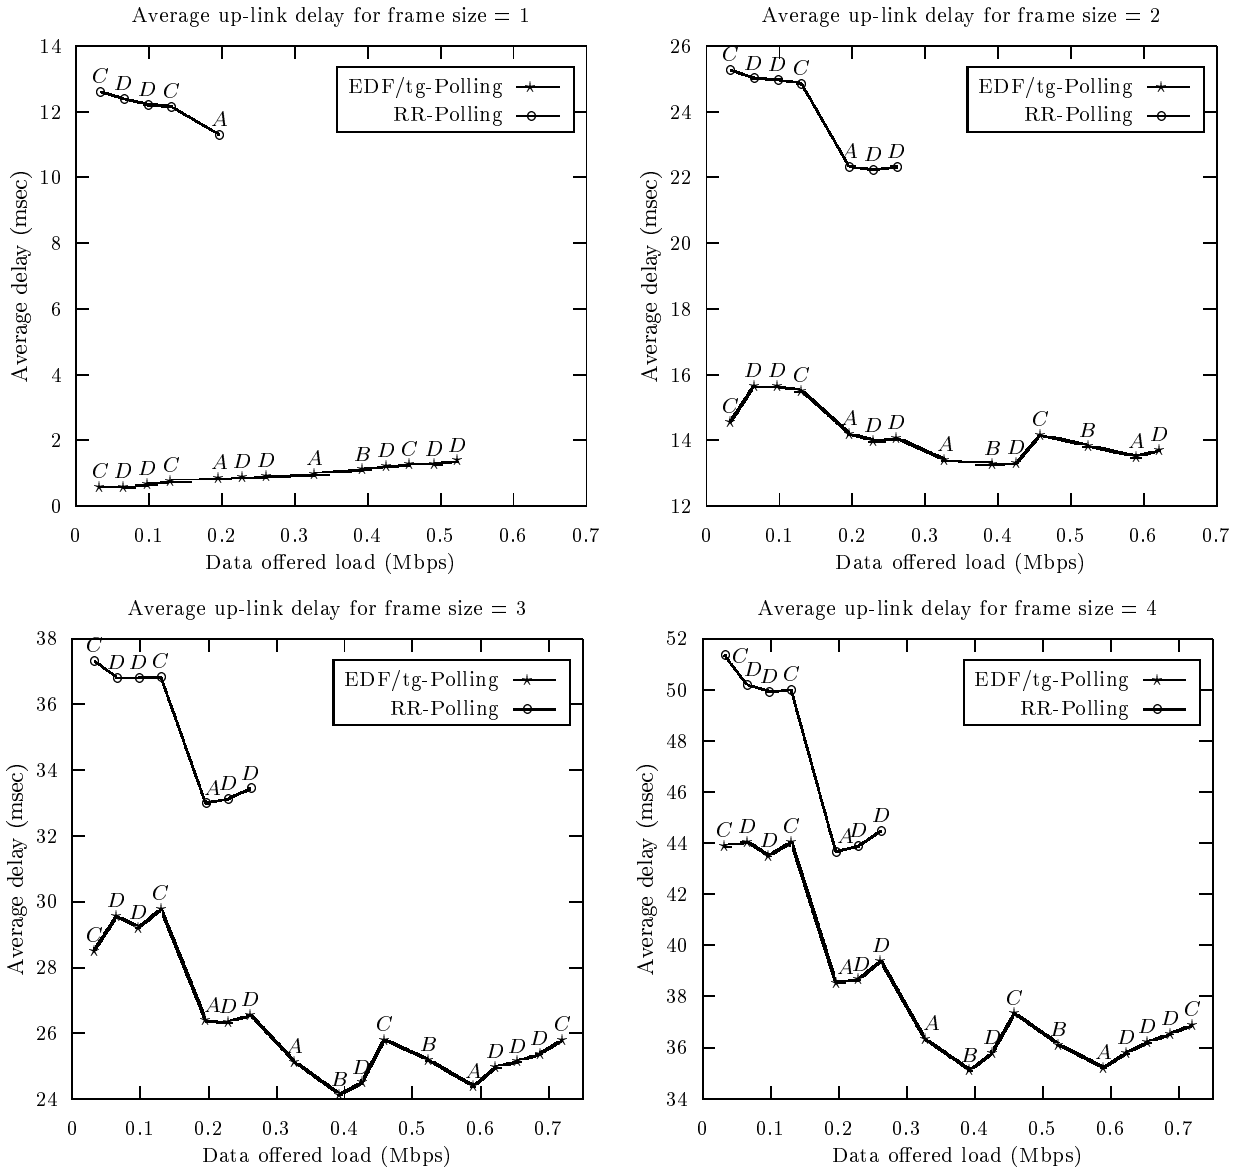 Average up-link delay for frame size = 1
14
12
10
8
6
4
2
0
Average delay (msec)
EDF/tg-Polling
RR-Polling
C D D C A
C D D C A D D A B D C D D
0 0.1 0.2 0.3 0.4 0.5 0.6 0.7
Data offered load (Mbps)
Average up-link delay for frame size = 2
26
24
22
20
18
16
14
12
Average delay (msec)
EDF/tg-Polling
RR-Polling
C D D C A D D
C D D C A D D A B D C B A D
0 0.1 0.2 0.3 0.4 0.5 0.6 0.7
Data offered load (Mbps)
Average up-link delay for frame size = 3
38
36
34
32
30
28
26
24
Average delay (msec)
EDF/tg-Polling
RR-Polling
C D D C A D D
C D D C A D D A B D C B A D D D C
0 0.1 0.2 0.3 0.4 0.5 0.6 0.7
Data offered load (Mbps)
Average up-link delay for frame size = 4
52
50
48
46
44
42
40
38
36
34
Average delay (msec)
EDF/tg-Polling
RR-Polling
C D D C A D D
C D D C A D D A B D C B A D D D C
0 0.1 0.2 0.3 0.4 0.5 0.6 0.7
Data offered load (Mbps)